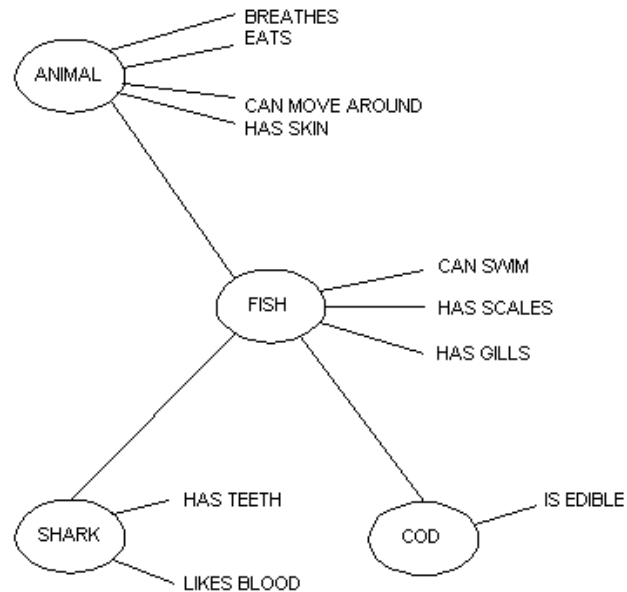 BREATHES
EATS
ANIMAL
CAN MOVE AROUND
HAS SKIN
CAN SWIM
FISH
HAS SCALES
HAS GILLS
HAS TEETH
IS EDIBLE
SHARK
COD
LIKES BLOOD